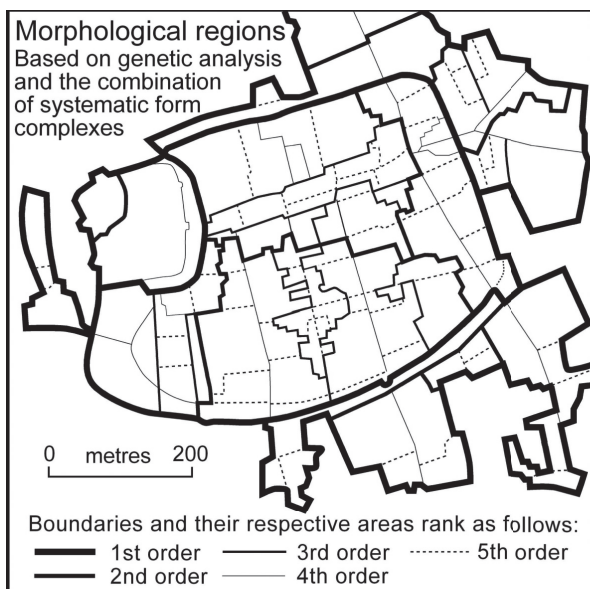 Morphological regions
Based on genetic analysis
and the combination
of systematic form
complexes
0 metres 200
Boundaries and their respective areas rank as follows:
1st order 3rd order 5th order
2nd order 4th order